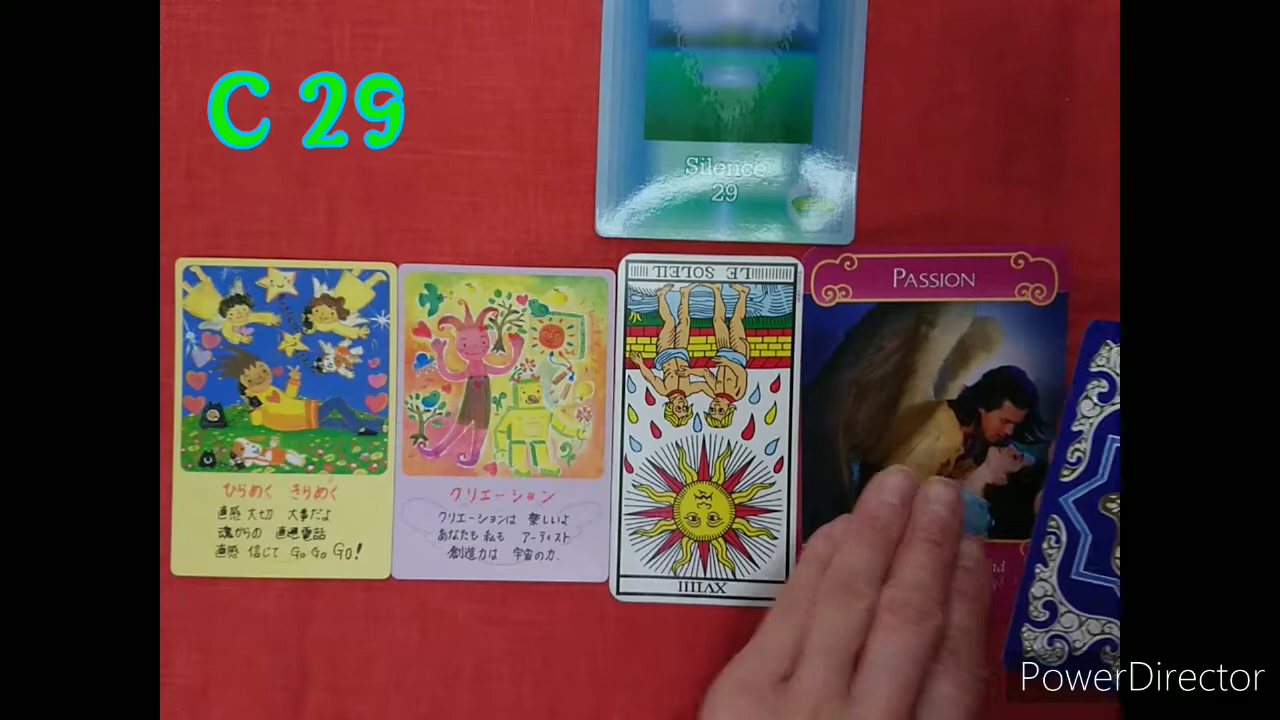 C 29
Silence
29
ひらめく きらめく
直感 大切 大事だよ
魂からの 直通電話
直感 信じて Go Go GO!
クリエーション
クリエーションは 楽しいよ
あなたも 私も アーティスト
創造力は 宇宙の力.
LE SOLEIL
XVIIII
PASSION
PowerDirector